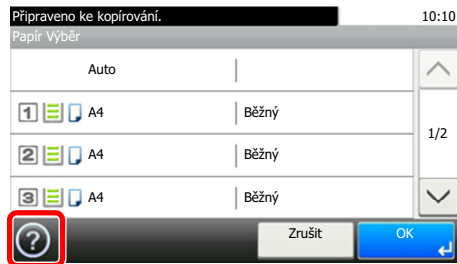 Připraveno ke kopírování. 10:10
Papír Výběr
Auto
1 A4 Běžný
2 A4 Běžný
3 A4 Běžný
1/2
? Zrušit OK